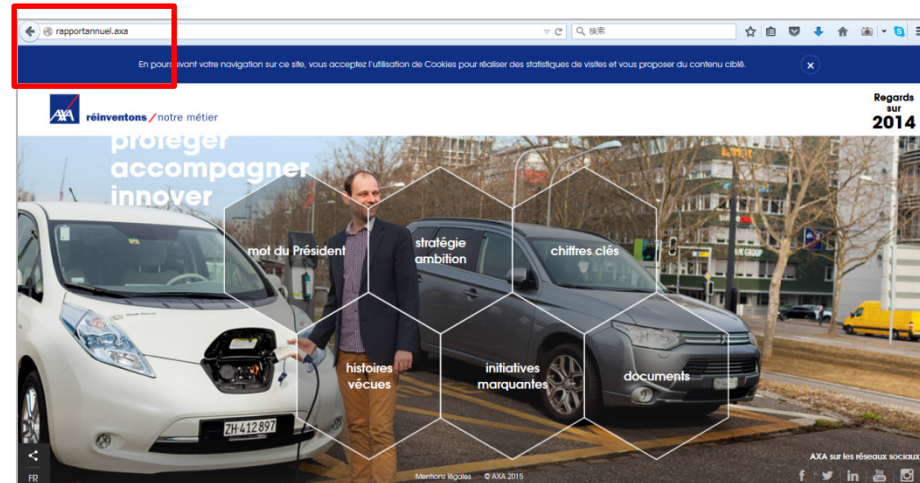 rapportannuel.axa
検索
En poursuivant votre navigation sur ce site, vous acceptez l'utilisation de Cookies pour réaliser des statistiques de visites et vous proposer du contenu ciblé.
AXA
réinventons / notre métier
Regards
sur
2014
protéger
accompagner
innover
mot du Président
stratégie
ambition
chiffres clés
histoires
vécues
initiatives
marquantes
documents
ZH·412897
FR
Mentions légales © AXA 2015
AXA sur les réseaux sociaux